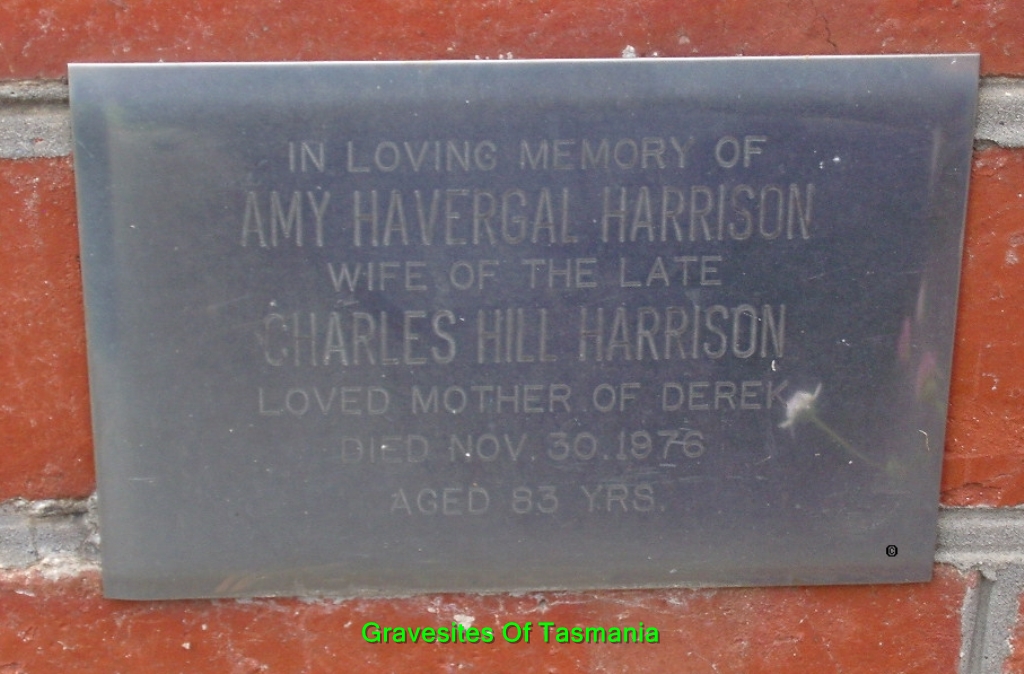 IN LOVING MEMORY OF
AMY HAVERGAL HARRISON
WIFE OF THE LATE
CHARLES HILL HARRISON
LOVED MOTHER OF DEREK
DIED NOV. 30. 1976
AGED 83 YRS.
©
Gravesites Of Tasmania